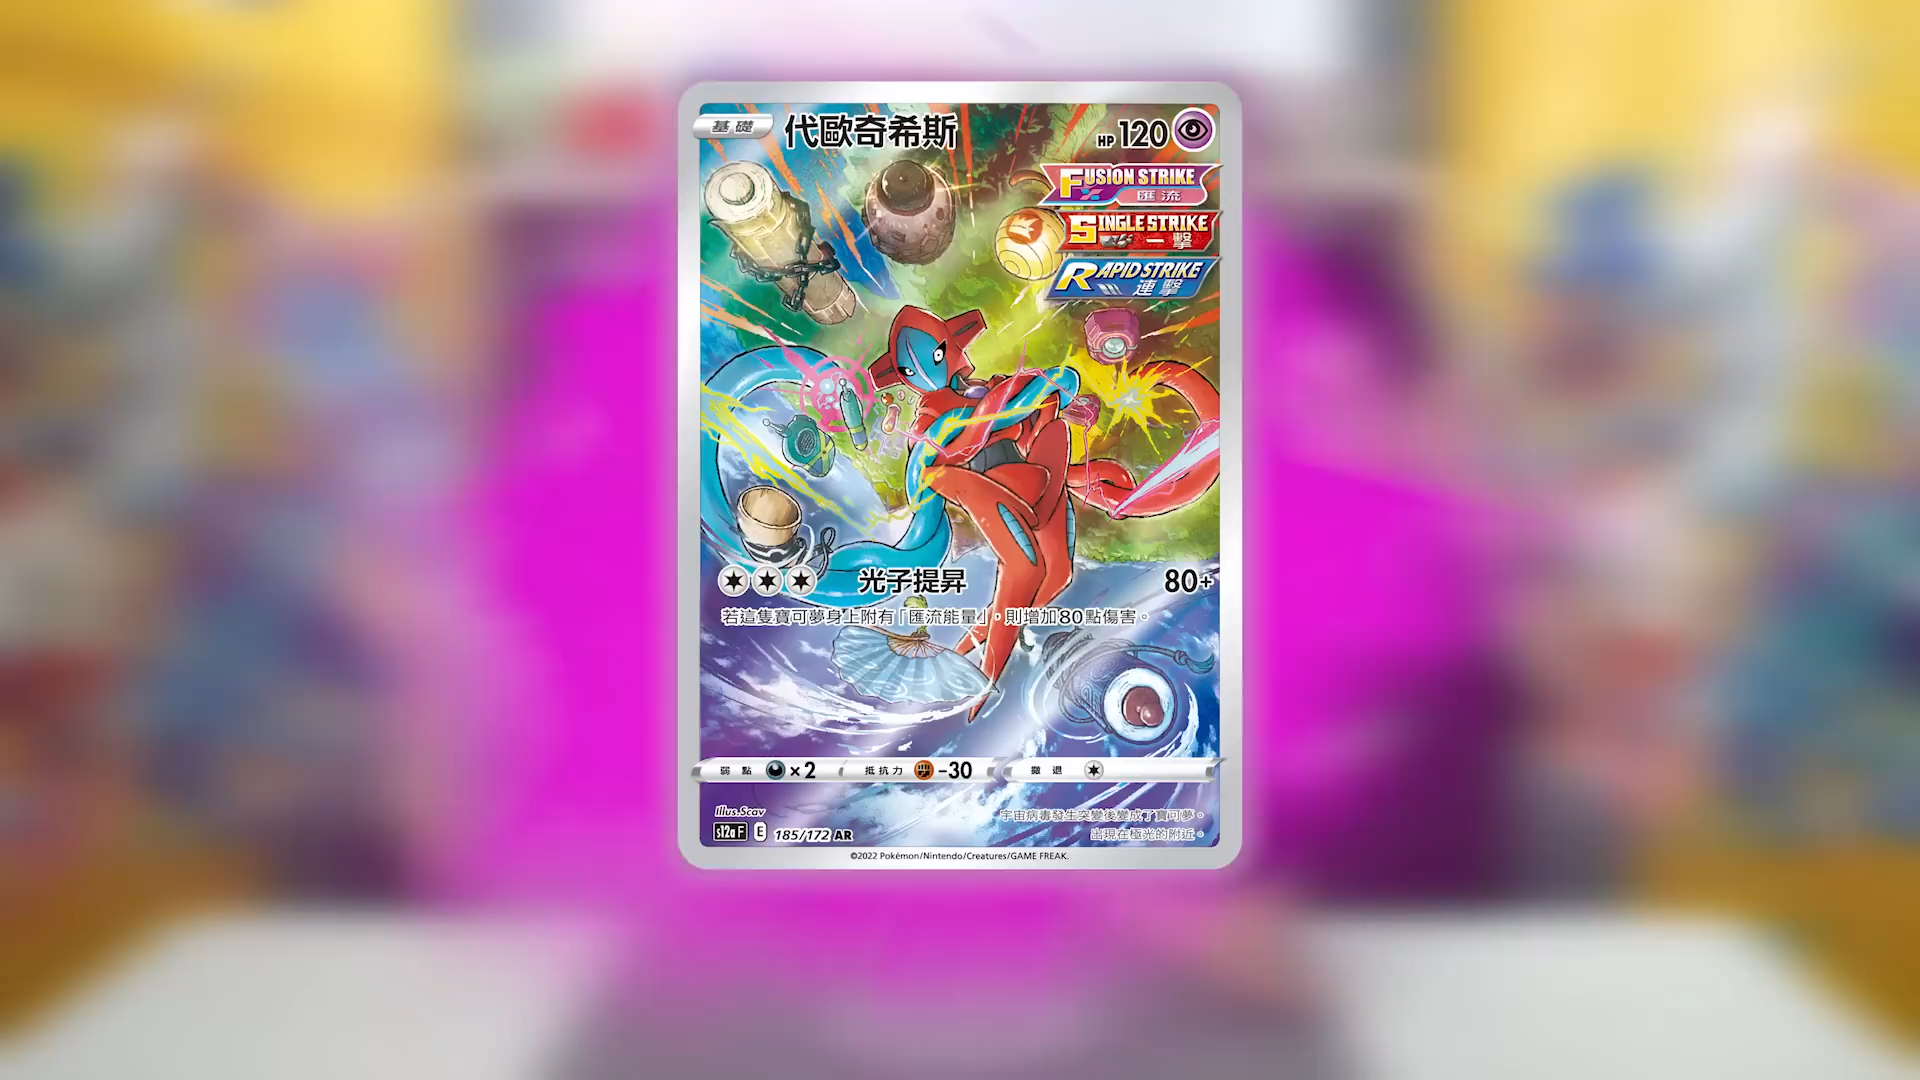 基礎 代歐奇希斯 HP 120
FUSION STRIKE
匯流
SINGLE STRIKE
一擊
RAPID STRIKE
連擊
光子提昇 80+
若這隻寶可夢身上附有「匯流能量」,則增加80點傷害。
弱點 ×2 抵抗力 -30 撤退
Illus.Scav
s12a F E 185/172 AR
宇宙病毒發生突變後變成了寶可夢。
出現在極光的附近。
©2022 Pokémon/Nintendo/Creatures/GAME FREAK.